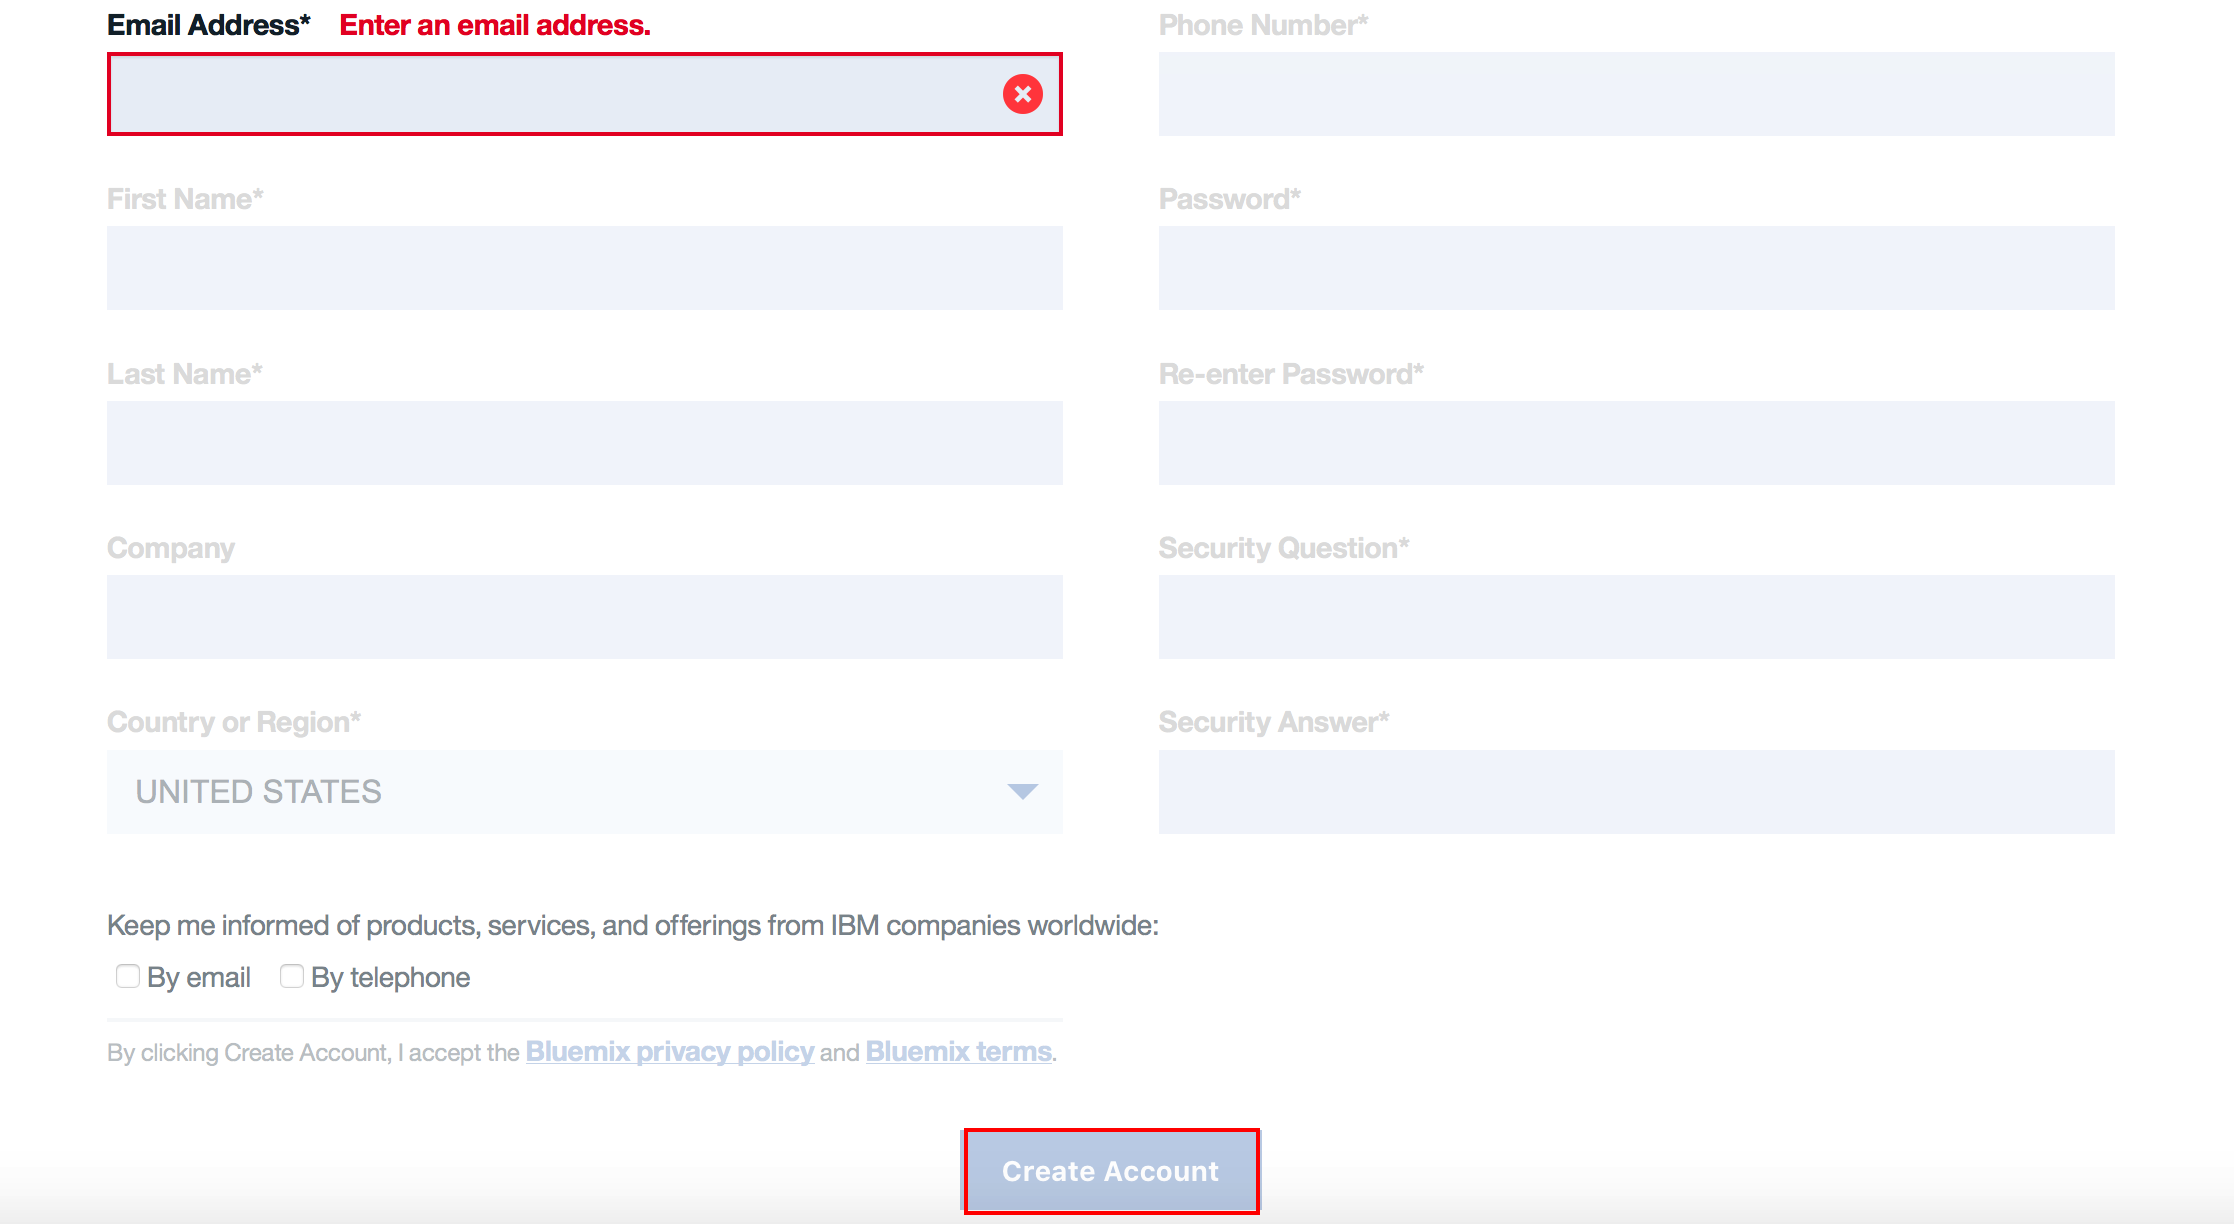 Email Address* Enter an email address.
Phone Number*
First Name*
Password*
Last Name*
Re-enter Password*
Company
Security Question*
Country or Region*
Security Answer*
UNITED STATES
Keep me informed of products, services, and offerings from IBM companies worldwide:
By email By telephone
By clicking Create Account, I accept the Bluemix privacy policy and Bluemix terms.
Create Account